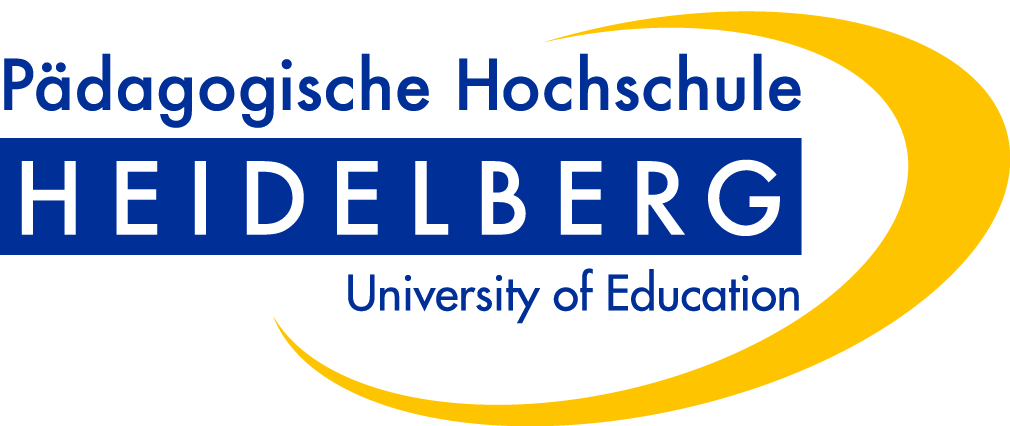 Pädagogische Hochschule
HEIDELBERG
University of Education